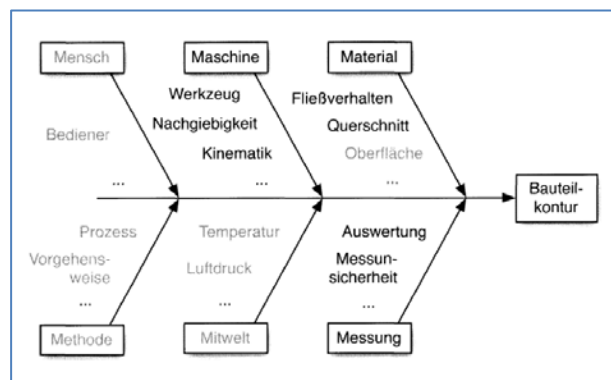 Mensch
Maschine
Material
Werkzeug
Fließverhalten
Nachgiebigkeit
Querschnitt
Bediener
Kinematik
Oberfläche
...
...
...
Bauteil-
kontur
Prozess
Temperatur
Auswertung
Vorgehens-
weise
Luftdruck
Messun-
sicherheit
...
...
...
Methode
Mitwelt
Messung